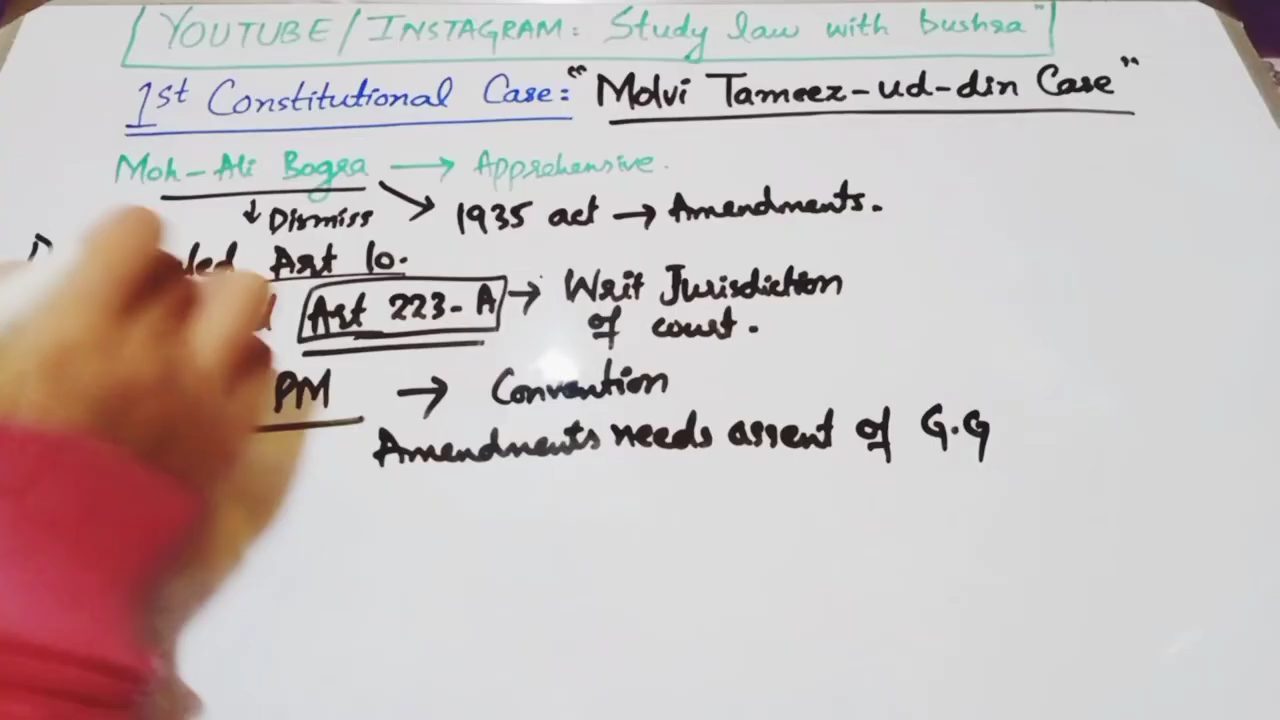 YOUTUBE/INSTAGRAM: Study law with bushra"
1st Constitutional Case: "Molvi Tameez-ud-din Case"
Moh-Ali Bogra → Apprehensive.
↓ Dismiss → 1935 act → Amendments.
Art 10.
Art 223-A → Writ Jurisdiction
of court.
PM → Convention
Amendments needs assent of G.G